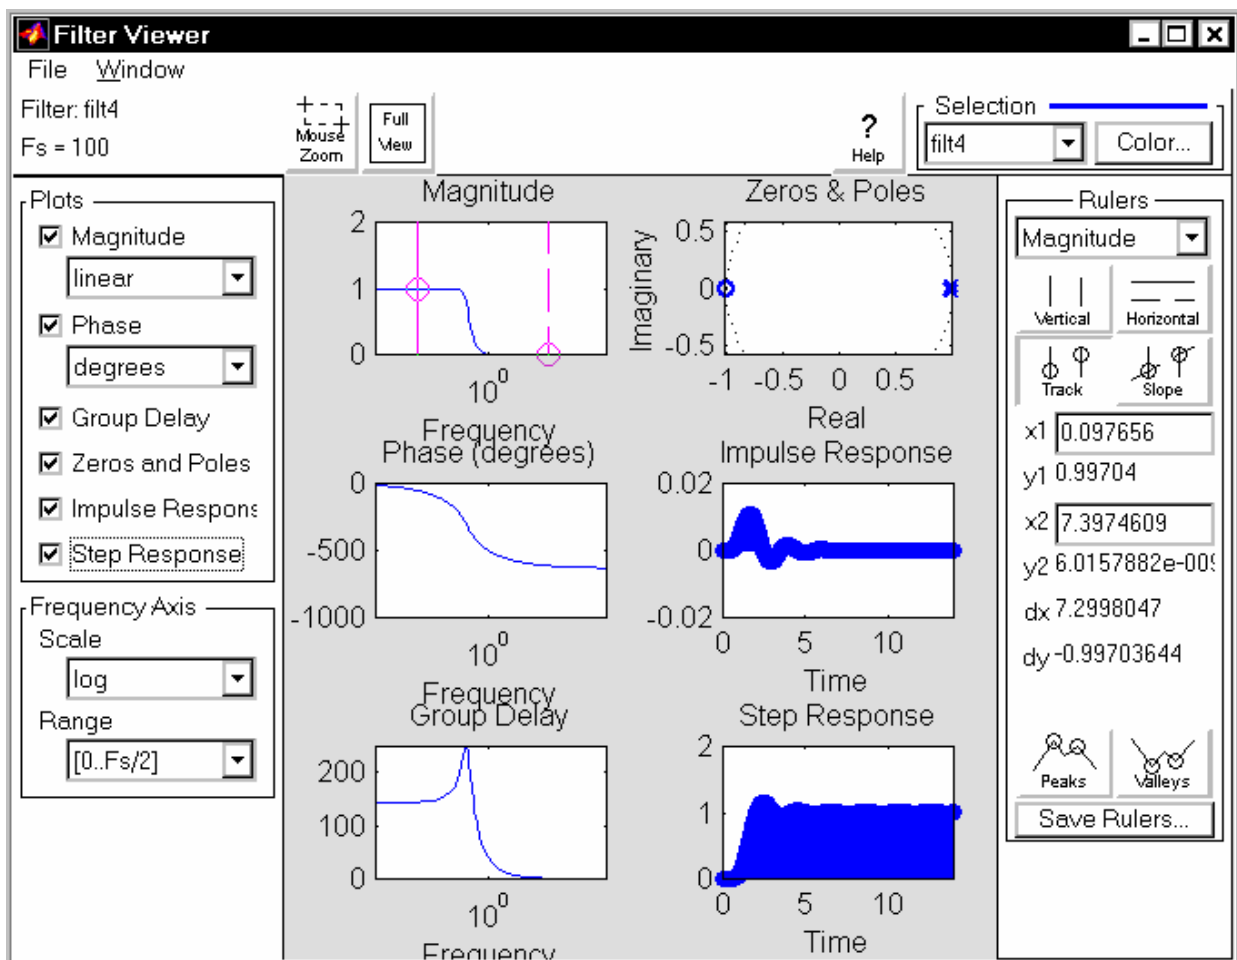 Filter Viewer
File Window
Filter: filt4
Fs = 100
Mouse
Zoom
Full
View
?
Help
Selection
filt4
Color...
Plots
Magnitude
linear
Phase
degrees
Group Delay
Zeros and Poles
Impulse Respons
Step Response
Frequency Axis
Scale
log
Range
[0..Fs/2]
Magnitude
2
1
0
10^0
Frequency
Zeros & Poles
Imaginary
0.5
0
-0.5
-1 -0.5 0 0.5
Real
Phase (degrees)
0
-500
-1000
10^0
Frequency
Impulse Response
0.02
0
-0.02
0 5 10
Time
Group Delay
200
100
0
10^0
Frequency
Step Response
2
1
0
0 5 10
Time
Rulers
Magnitude
Vertical
Horizontal
Track
Slope
x1 0.097656
y1 0.99704
x2 7.3974609
y2 6.0157882e-009
dx 7.2998047
dy -0.99703644
Peaks
Valleys
Save Rulers...